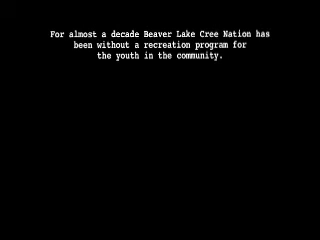 For almost a decade Beaver Lake Cree Nation has
been without a recreation program for
the youth in the community.